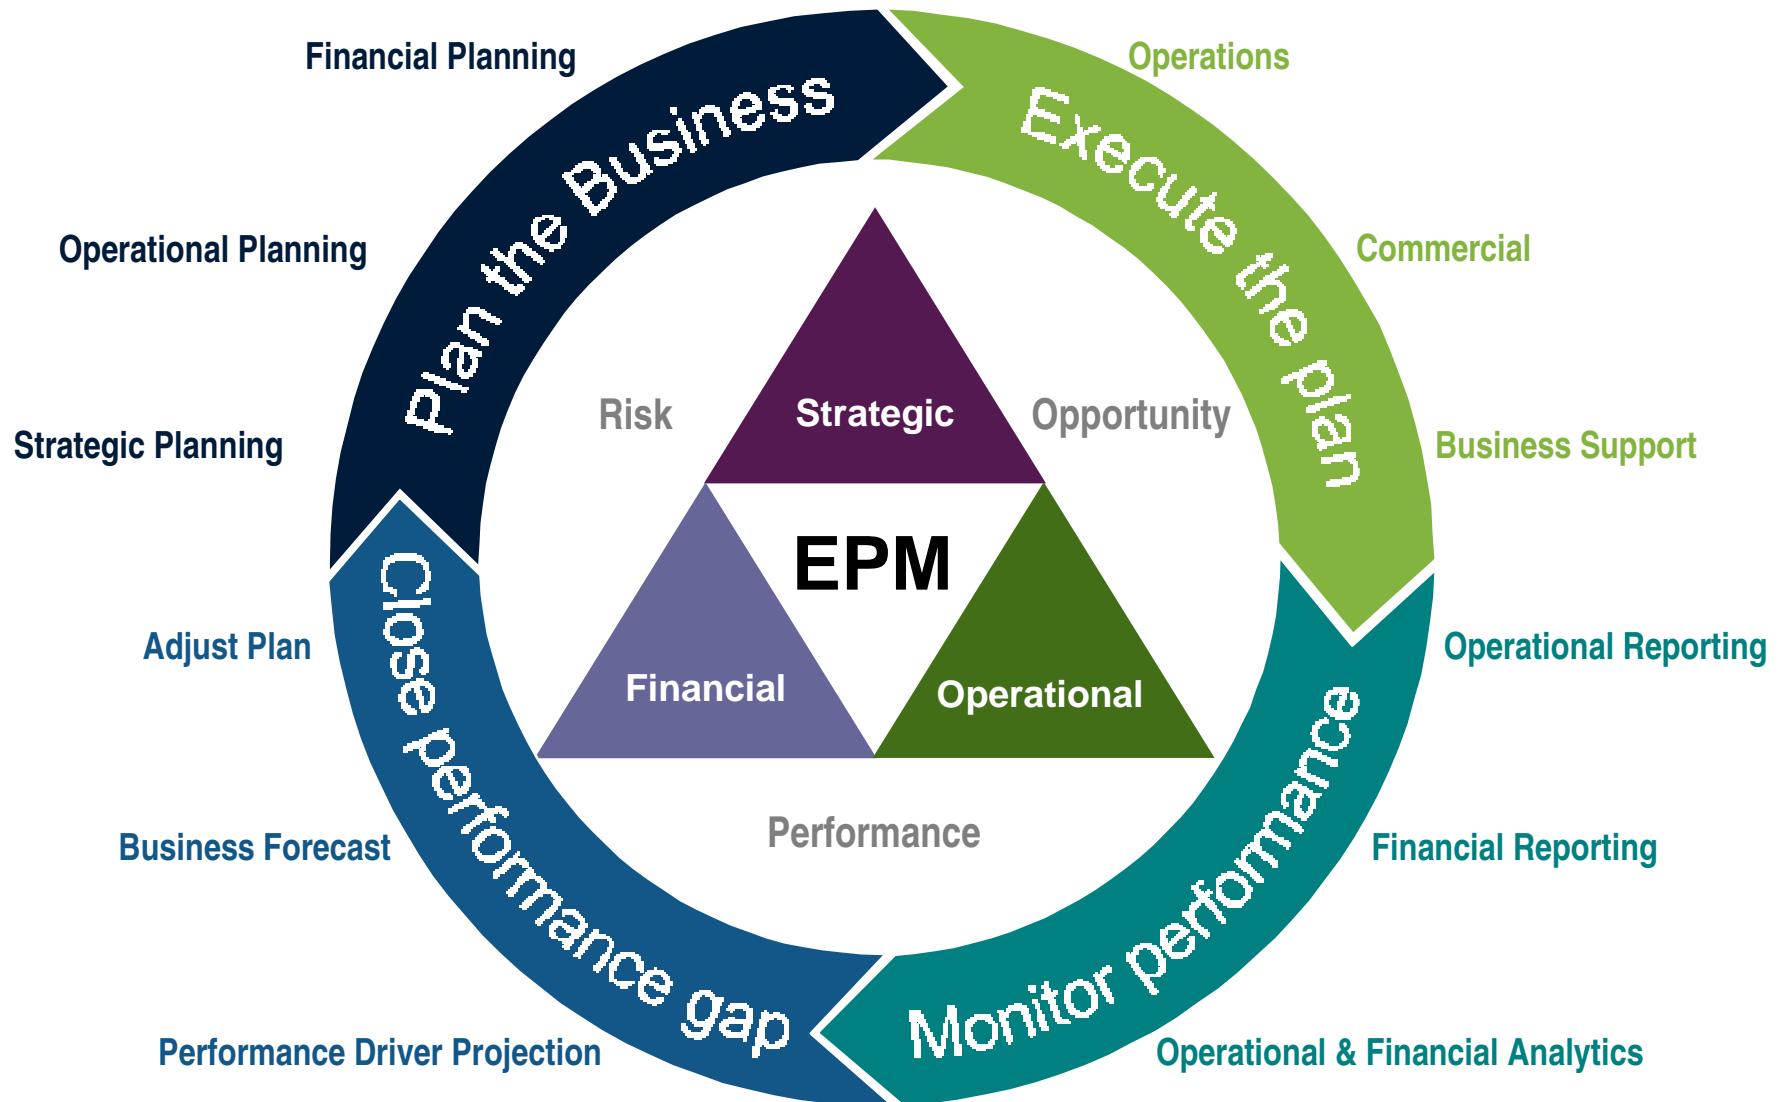 Financial Planning
Operations
Plan the Business
Execute the plan
Operational Planning
Commercial
Risk
Strategic
Opportunity
Strategic Planning
Business Support
EPM
Adjust Plan
Operational Reporting
Financial
Operational
Close performance gap
Monitor performance
Performance
Business Forecast
Financial Reporting
Performance Driver Projection
Operational & Financial Analytics